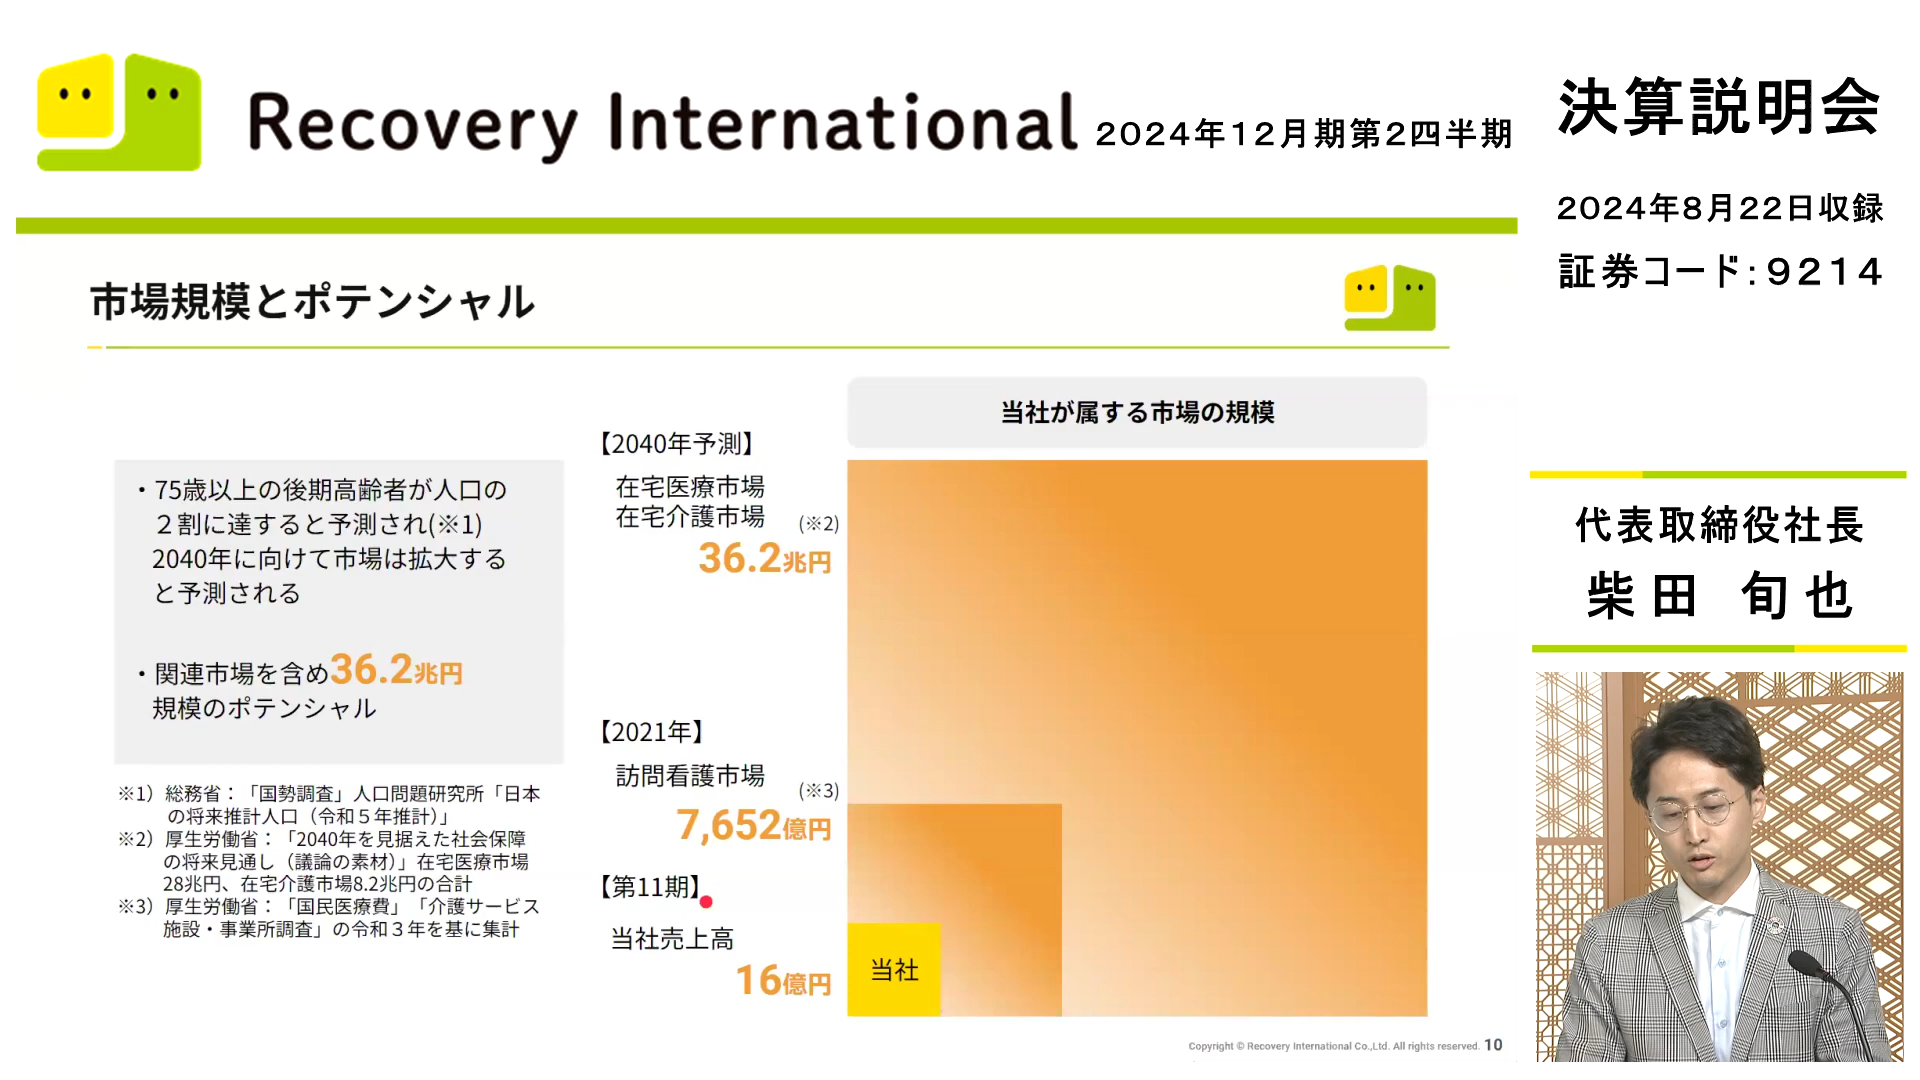 Recovery International 2024年12月期第2四半期
決算説明会
2024年8月22日収録
証券コード:9214
市場規模とポテンシャル
・75歳以上の後期高齢者が人口の
２割に達すると予測され(※1)
2040年に向けて市場は拡大する
と予測される
・関連市場を含め36.2兆円
規模のポテンシャル
※1）総務省：「国勢調査」人口問題研究所「日本
の将来推計人口（令和５年推計）」
※2）厚生労働省：「2040年を見据えた社会保障
の将来見通し（議論の素材）」在宅医療市場
28兆円、在宅介護市場8.2兆円の合計
※3）厚生労働省：「国民医療費」「介護サービス
施設・事業所調査」の令和３年を基に集計
当社が属する市場の規模
【2040年予測】
在宅医療市場
在宅介護市場 (※2)
36.2兆円
【2021年】
訪問看護市場 (※3)
7,652億円
【第11期】
当社売上高
16億円
当社
Copyright © Recovery International Co.,Ltd. All rights reserved. 10
代表取締役社長
柴田 旬也